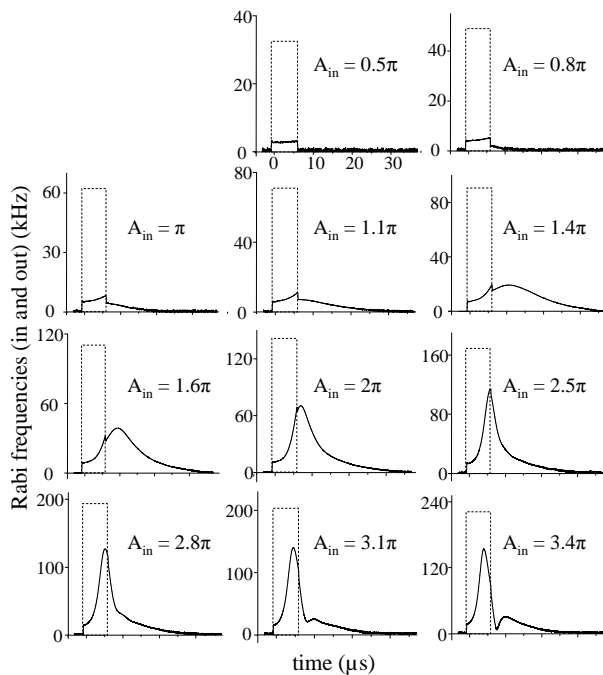 40
20
0
0 10 20 30
A_in = 0.5π
40
20
0
A_in = 0.8π
60
30
0
A_in = π
80
40
0
A_in = 1.1π
80
40
0
A_in = 1.4π
120
60
0
A_in = 1.6π
120
60
0
A_in = 2π
160
80
0
A_in = 2.5π
200
100
0
A_in = 2.8π
200
100
0
A_in = 3.1π
240
120
0
A_in = 3.4π
Rabi frequencies (in and out) (kHz)
time (μs)